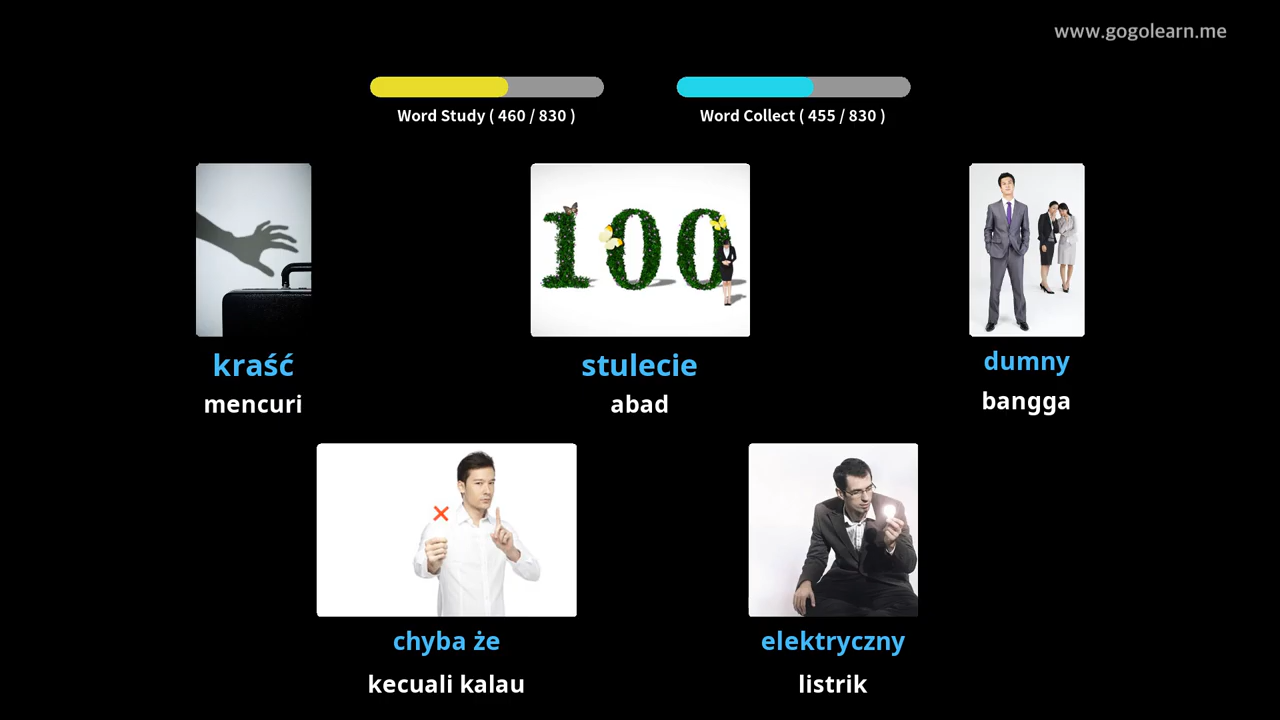 www.gogolearn.me
Word Study ( 460 / 830 )
Word Collect ( 455 / 830 )
100
kraść
mencuri
stulecie
abad
dumny
bangga
chyba że
kecuali kalau
elektryczny
listrik